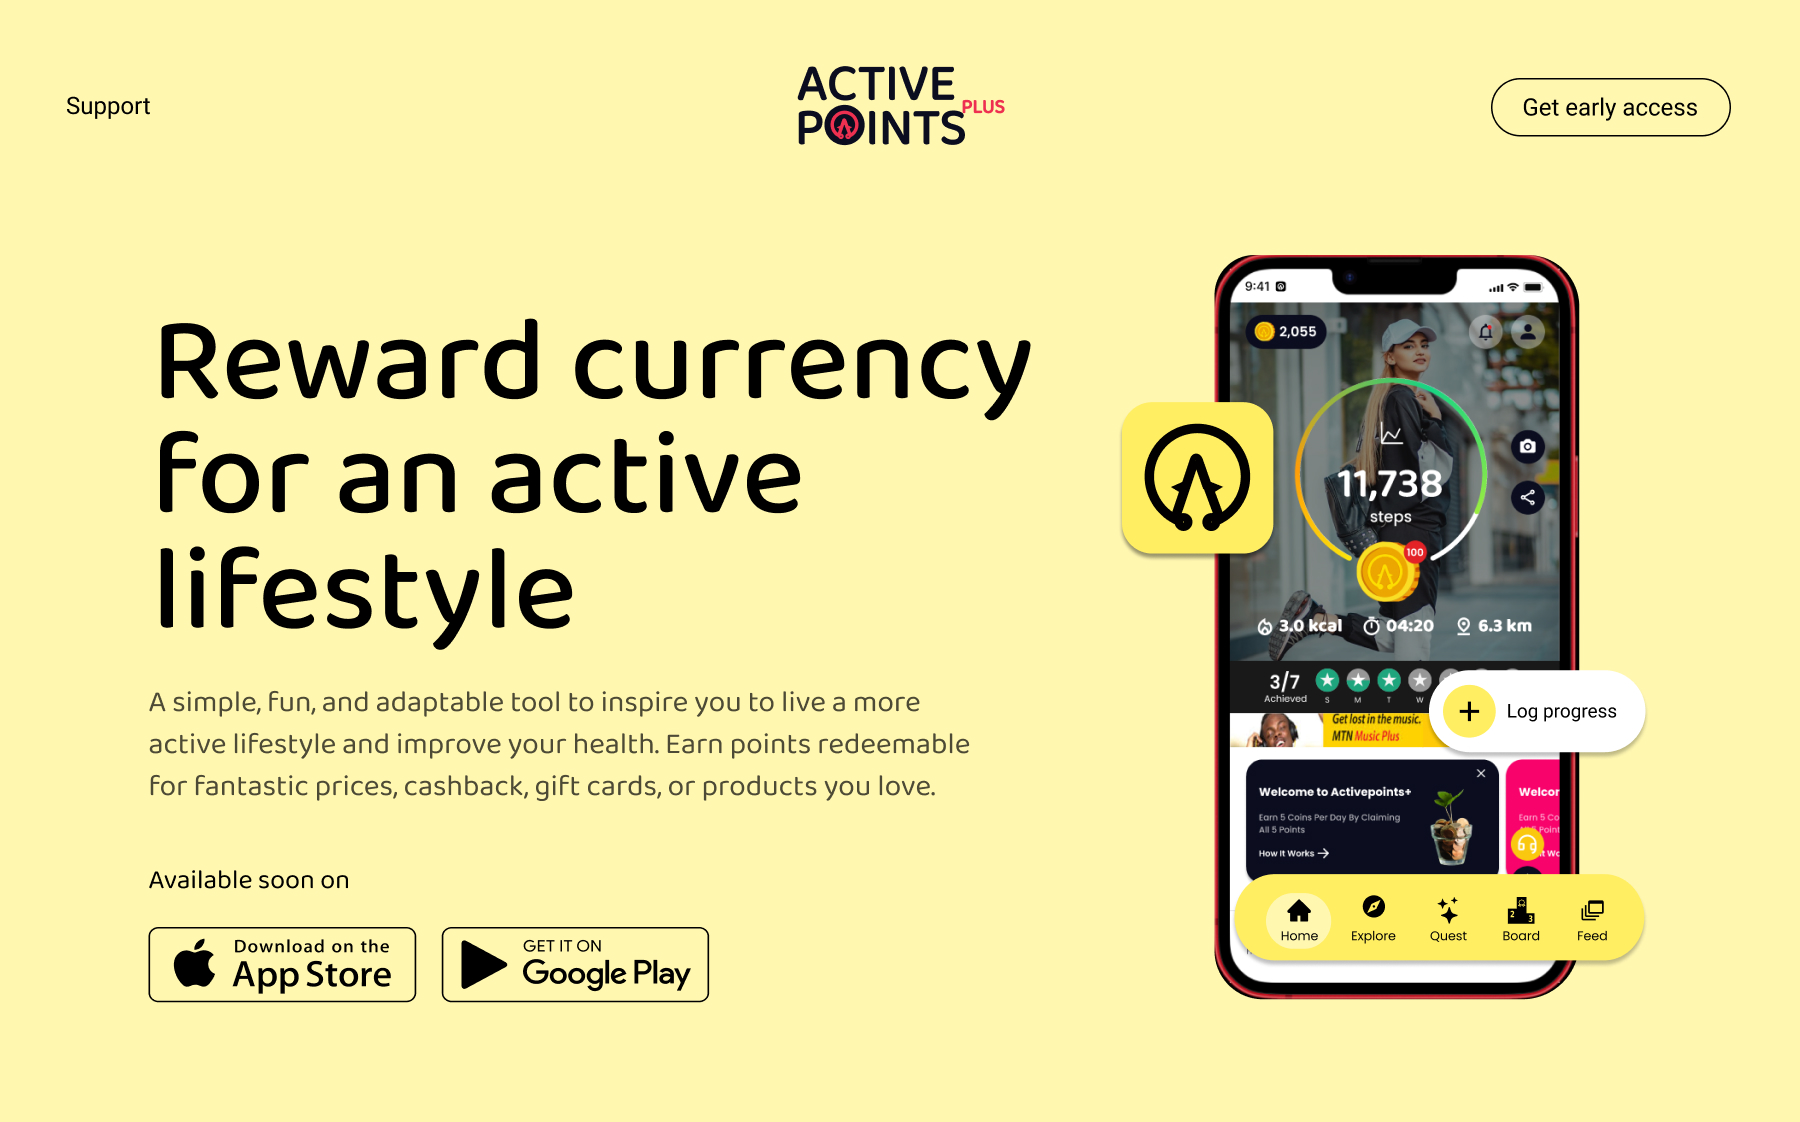 Support
ACTIVE
POINTS PLUS
Get early access
Reward currency
for an active
lifestyle
A simple, fun, and adaptable tool to inspire you to live a more
active lifestyle and improve your health. Earn points redeemable
for fantastic prices, cashback, gift cards, or products you love.
Available soon on
Download on the
App Store
GET IT ON
Google Play
9:41
2,055
11,738
steps
100
3.0 kcal 04:20 6.3 km
3/7
Achieved
S M T W
Get lost in the music.
MTN Music Plus
Log progress
Welcome to Activepoints+
Earn 5 Coins Per Day By Claiming
All 5 Points
How It Works
Welcor
Earn 5 Co
5 Point
It Wo
2 3
Home Explore Quest Board Feed